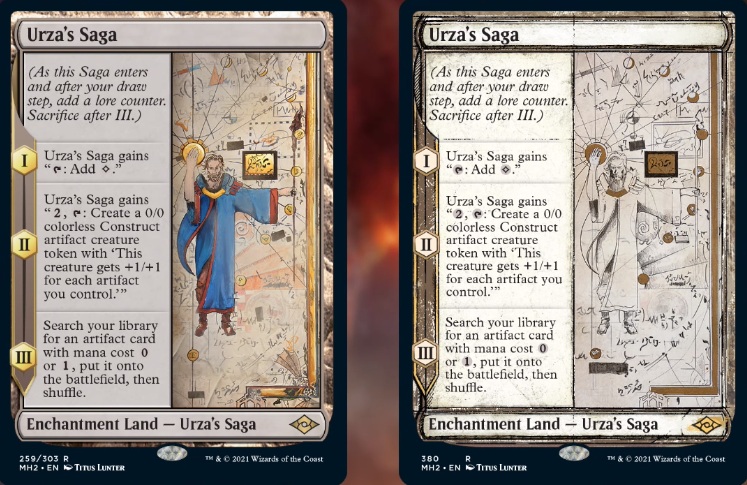 Urza's Saga
(As this Saga enters
and after your draw
step, add a lore counter.
Sacrifice after III.)
I
Urza's Saga gains
“: Add .”
II
Urza's Saga gains
“2, : Create a 0/0
colorless Construct
artifact creature
token with ‘This
creature gets +1/+1
for each artifact
you control.’”
III
Search your library
for an artifact card
with mana cost 0
or 1, put it onto
the battlefield, then
shuffle.
Enchantment Land — Urza's Saga
259/303 R
MH2 • EN Titus Lunter
™ & © 2021 Wizards of the Coast
Urza's Saga
(As this Saga enters
and after your draw
step, add a lore counter.
Sacrifice after III.)
I
Urza's Saga gains
“: Add .”
II
Urza's Saga gains
“2, : Create a 0/0
colorless Construct
artifact creature
token with ‘This
creature gets +1/+1
for each artifact
you control.’”
III
Search your library
for an artifact card
with mana cost 0
or 1, put it onto
the battlefield, then
shuffle.
Enchantment Land — Urza's Saga
380 R
MH2 • EN Titus Lunter
™ & © 2021 Wizards of the Coast